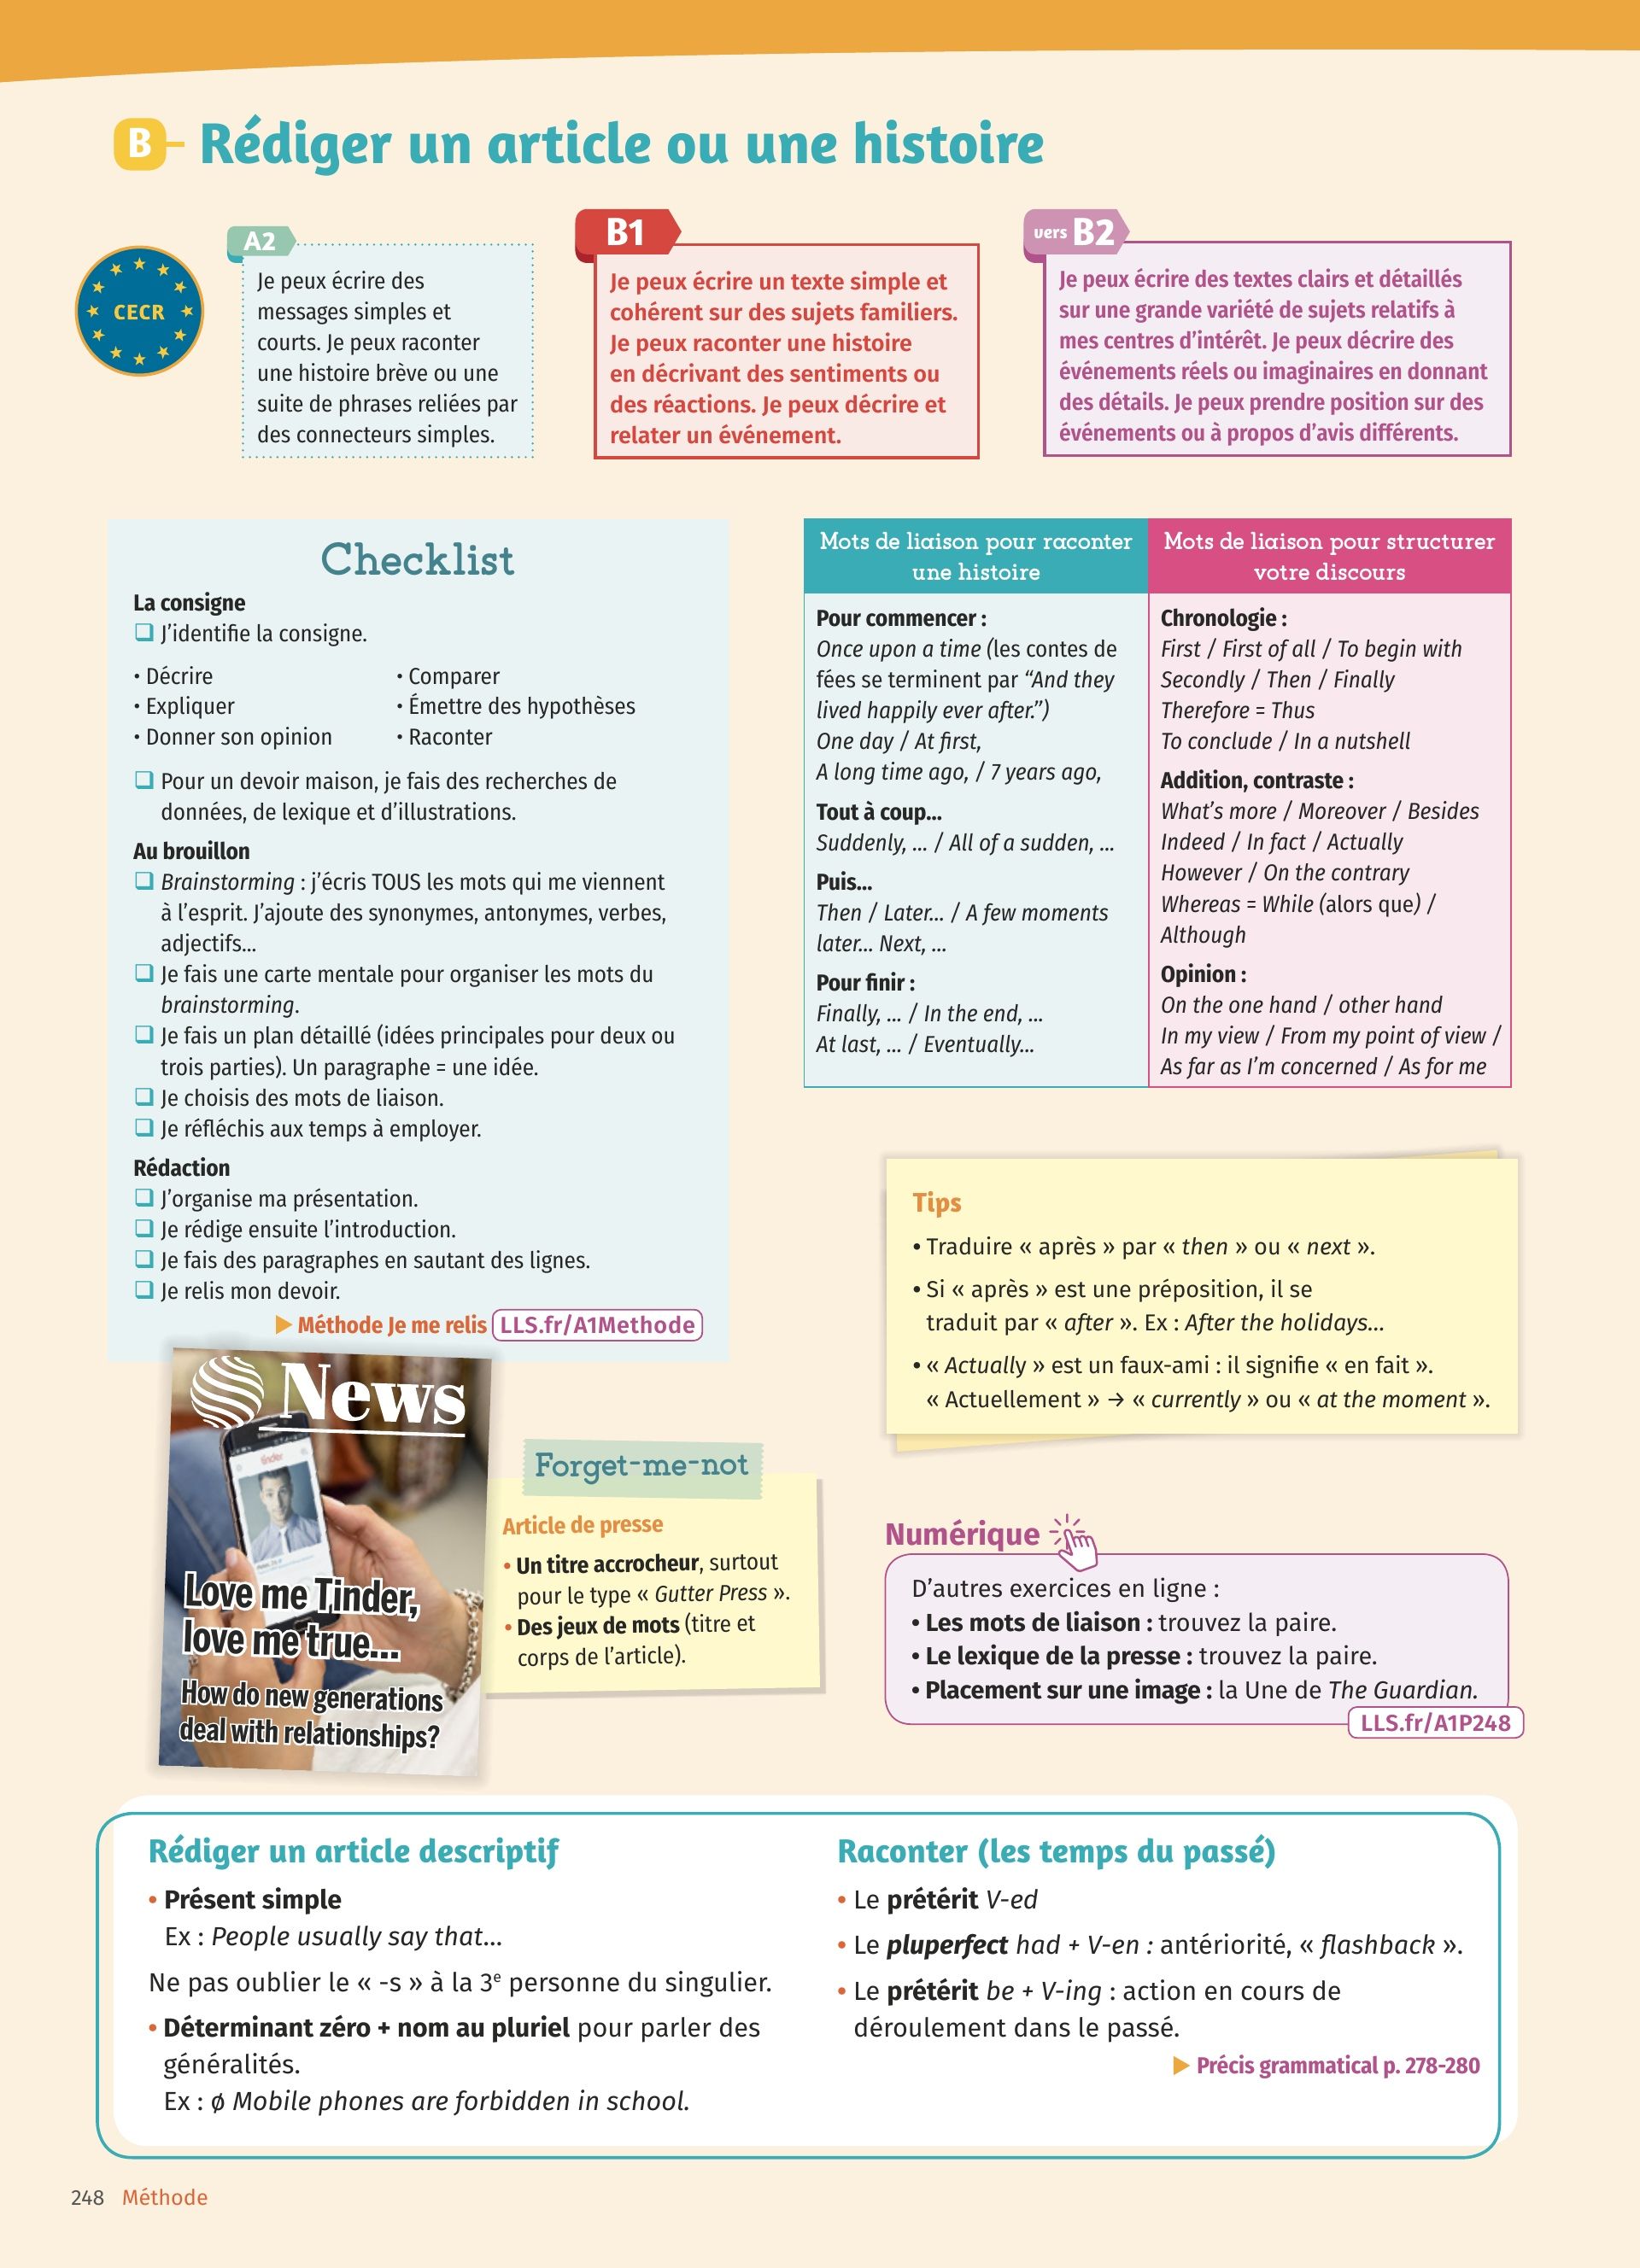 B
Rédiger un article ou une histoire
CECR
A2
Je peux écrire des
messages simples et
courts. Je peux raconter
une histoire brève ou une
suite de phrases reliées par
des connecteurs simples.
B1
Je peux écrire un texte simple et
cohérent sur des sujets familiers.
Je peux raconter une histoire
en décrivant des sentiments ou
des réactions. Je peux décrire et
relater un événement.
vers B2
Je peux écrire des textes clairs et détaillés
sur une grande variété de sujets relatifs à
mes centres d’intérêt. Je peux décrire des
événements réels ou imaginaires en donnant
des détails. Je peux prendre position sur des
événements ou à propos d’avis différents.
Checklist
La consigne
❑ J’identifie la consigne.
• Décrire
• Expliquer
• Donner son opinion
• Comparer
• Émettre des hypothèses
• Raconter
❑ Pour un devoir maison, je fais des recherches de
données, de lexique et d’illustrations.
Au brouillon
❑ Brainstorming : j’écris TOUS les mots qui me viennent
à l’esprit. J’ajoute des synonymes, antonymes, verbes,
adjectifs…
❑ Je fais une carte mentale pour organiser les mots du
brainstorming.
❑ Je fais un plan détaillé (idées principales pour deux ou
trois parties). Un paragraphe = une idée.
❑ Je choisis des mots de liaison.
❑ Je réfléchis aux temps à employer.
Rédaction
❑ J’organise ma présentation.
❑ Je rédige ensuite l’introduction.
❑ Je fais des paragraphes en sautant des lignes.
❑ Je relis mon devoir.
▶ Méthode Je me relis LLS.fr/A1Methode
Mots de liaison pour raconter
une histoire
Pour commencer :
Once upon a time (les contes de
fées se terminent par “And they
lived happily ever after.”)
One day / At first,
A long time ago, / 7 years ago,
Tout à coup…
Suddenly, … / All of a sudden, …
Puis…
Then / Later… / A few moments
later… Next, …
Pour finir :
Finally, … / In the end, …
At last, … / Eventually…
Mots de liaison pour structurer
votre discours
Chronologie :
First / First of all / To begin with
Secondly / Then / Finally
Therefore = Thus
To conclude / In a nutshell
Addition, contraste :
What’s more / Moreover / Besides
Indeed / In fact / Actually
However / On the contrary
Whereas = While (alors que) /
Although
Opinion :
On the one hand / other hand
In my view / From my point of view /
As far as I’m concerned / As for me
Tips
• Traduire « après » par « then » ou « next ».
• Si « après » est une préposition, il se
traduit par « after ». Ex : After the holidays…
• « Actually » est un faux-ami : il signifie « en fait ».
« Actuellement » → « currently » ou « at the moment ».
News
tinder
Love me Tinder,
love me true...
How do new generations
deal with relationships?
Forget-me-not
Article de presse
• Un titre accrocheur, surtout
pour le type « Gutter Press ».
• Des jeux de mots (titre et
corps de l’article).
Numérique
D’autres exercices en ligne :
• Les mots de liaison : trouvez la paire.
• Le lexique de la presse : trouvez la paire.
• Placement sur une image : la Une de The Guardian.
LLS.fr/A1P248
Rédiger un article descriptif
• Présent simple
Ex : People usually say that…
Ne pas oublier le « -s » à la 3e personne du singulier.
• Déterminant zéro + nom au pluriel pour parler des
généralités.
Ex : ø Mobile phones are forbidden in school.
Raconter (les temps du passé)
• Le prétérit V-ed
• Le pluperfect had + V-en : antériorité, « flashback ».
• Le prétérit be + V-ing : action en cours de
déroulement dans le passé.
▶ Précis grammatical p. 278-280
248 Méthode